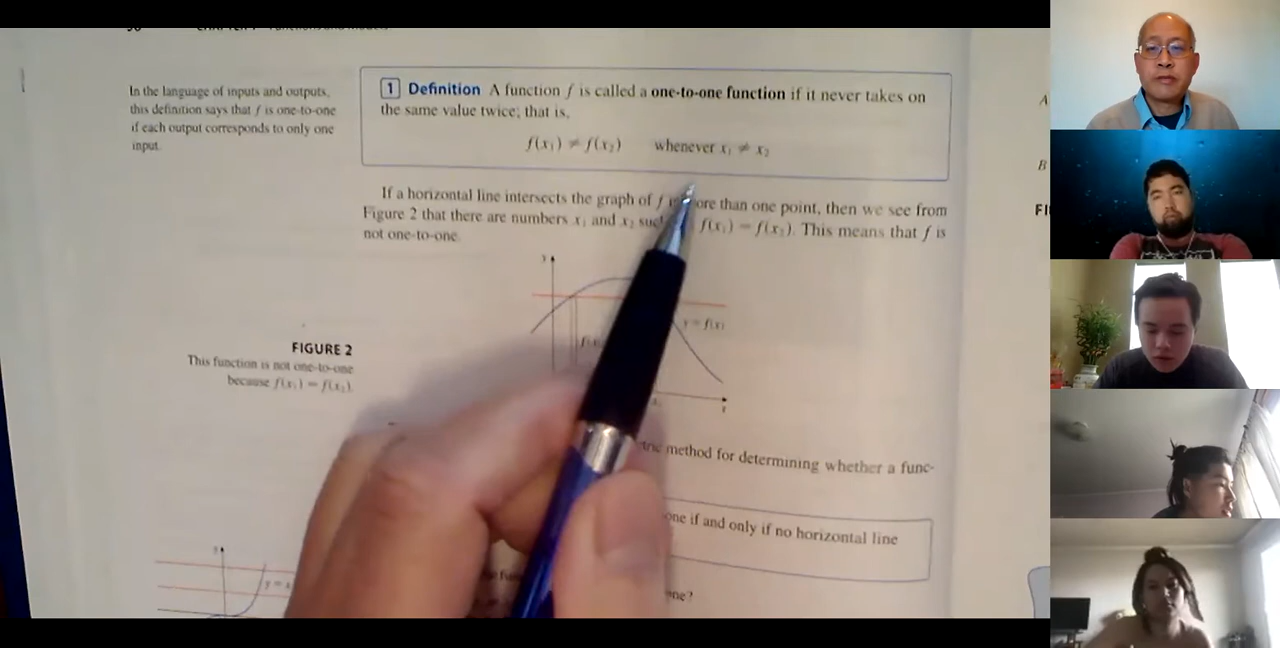 In the language of inputs and outputs,
this definition says that f is one-to-one
if each output corresponds to only one
input.
1 Definition A function f is called a one-to-one function if it never takes on
the same value twice; that is,
f(x₁) ≠ f(x₂) whenever x₁ ≠ x₂
If a horizontal line intersects the graph of f more than one point, then we see from
Figure 2 that there are numbers x₁ and x₂ f(x₁) = f(x₂). This means that f is
not one-to-one.
y
y = f(x)
x
FIGURE 2
This function is not one-to-one
because f(x₁) = f(x₂).
method for determining whether a func-
one if and only if no horizontal line
one?
y
y =
A
B
FI